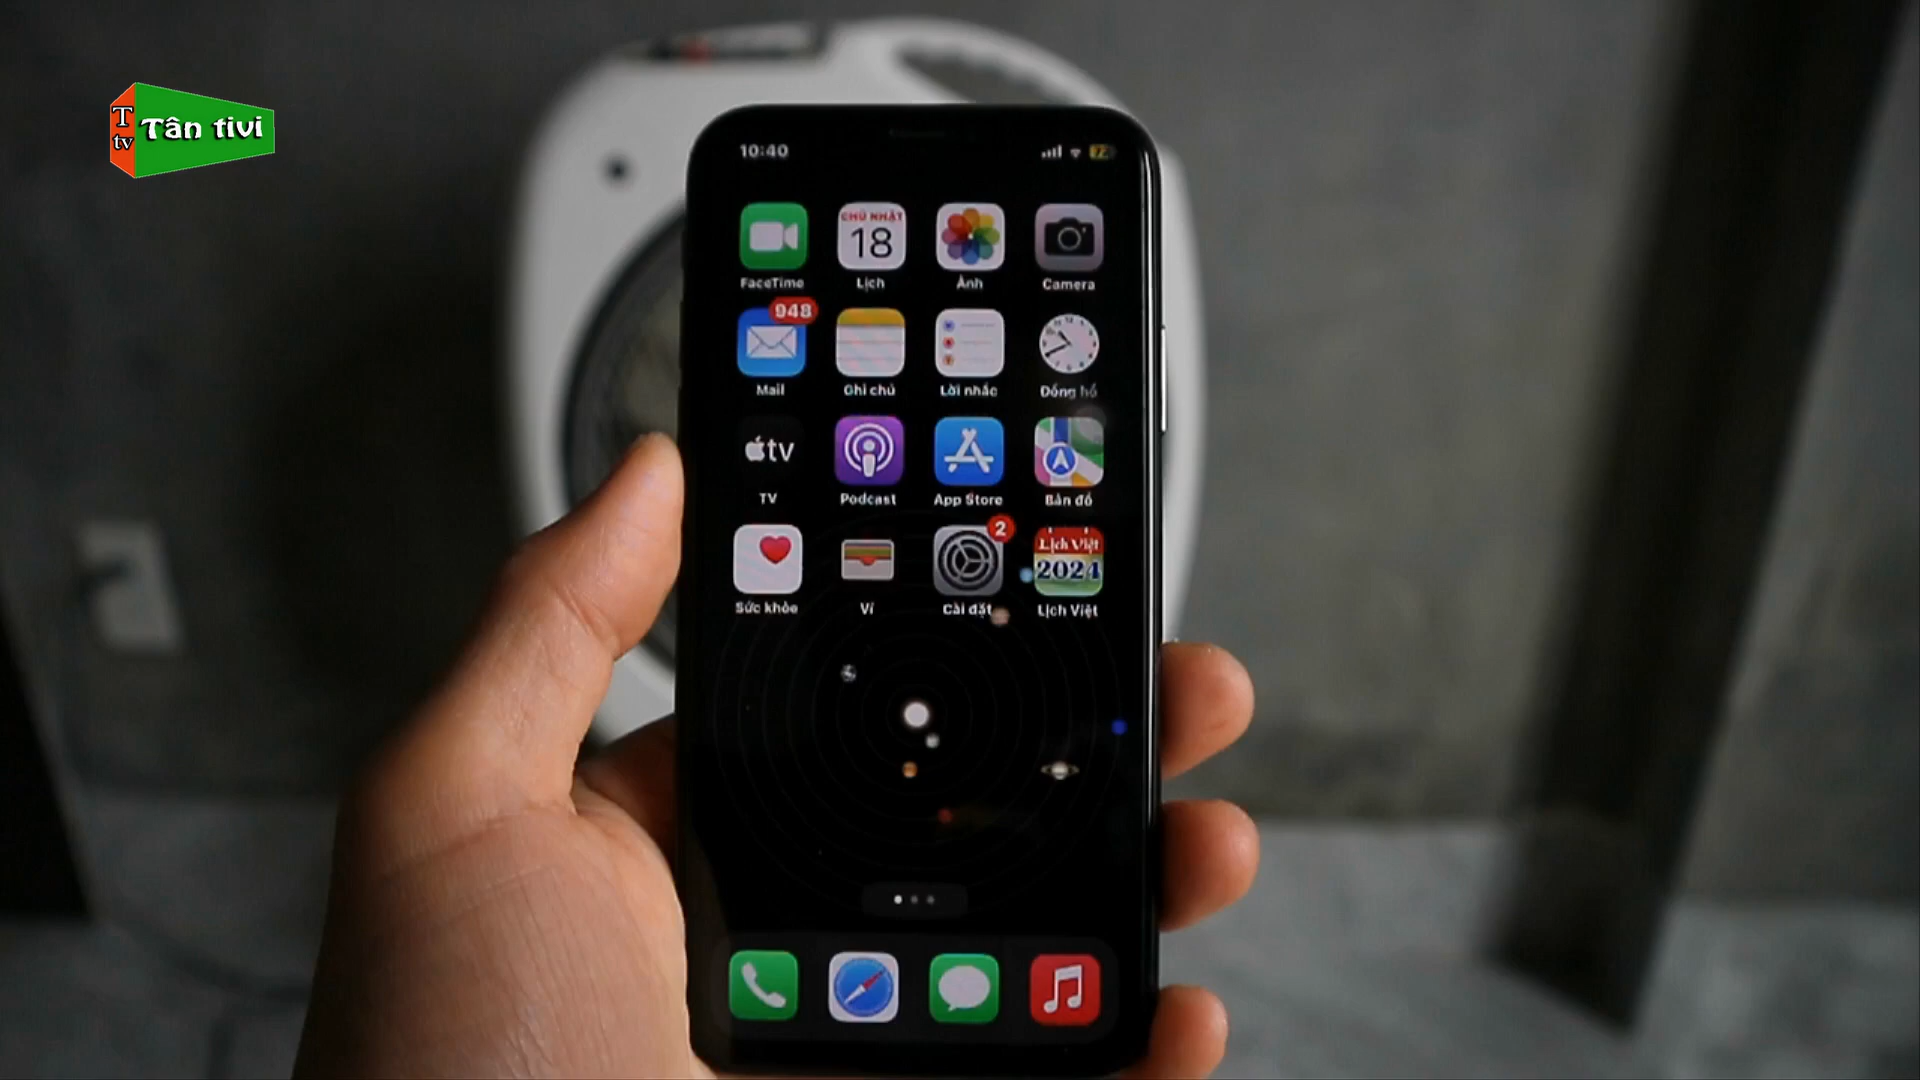 T
tv
Tân tivi
10:40
72
CHỦ NHẬT
18
FaceTime
Lịch
Ảnh
Camera
948
Mail
Ghi chú
Lời nhắc
Đồng hồ
tv
TV
Podcast
App Store
Bản đồ
2
Lịch Việt
2024
Sức khỏe
Ví
Cài đặt
Lịch Việt